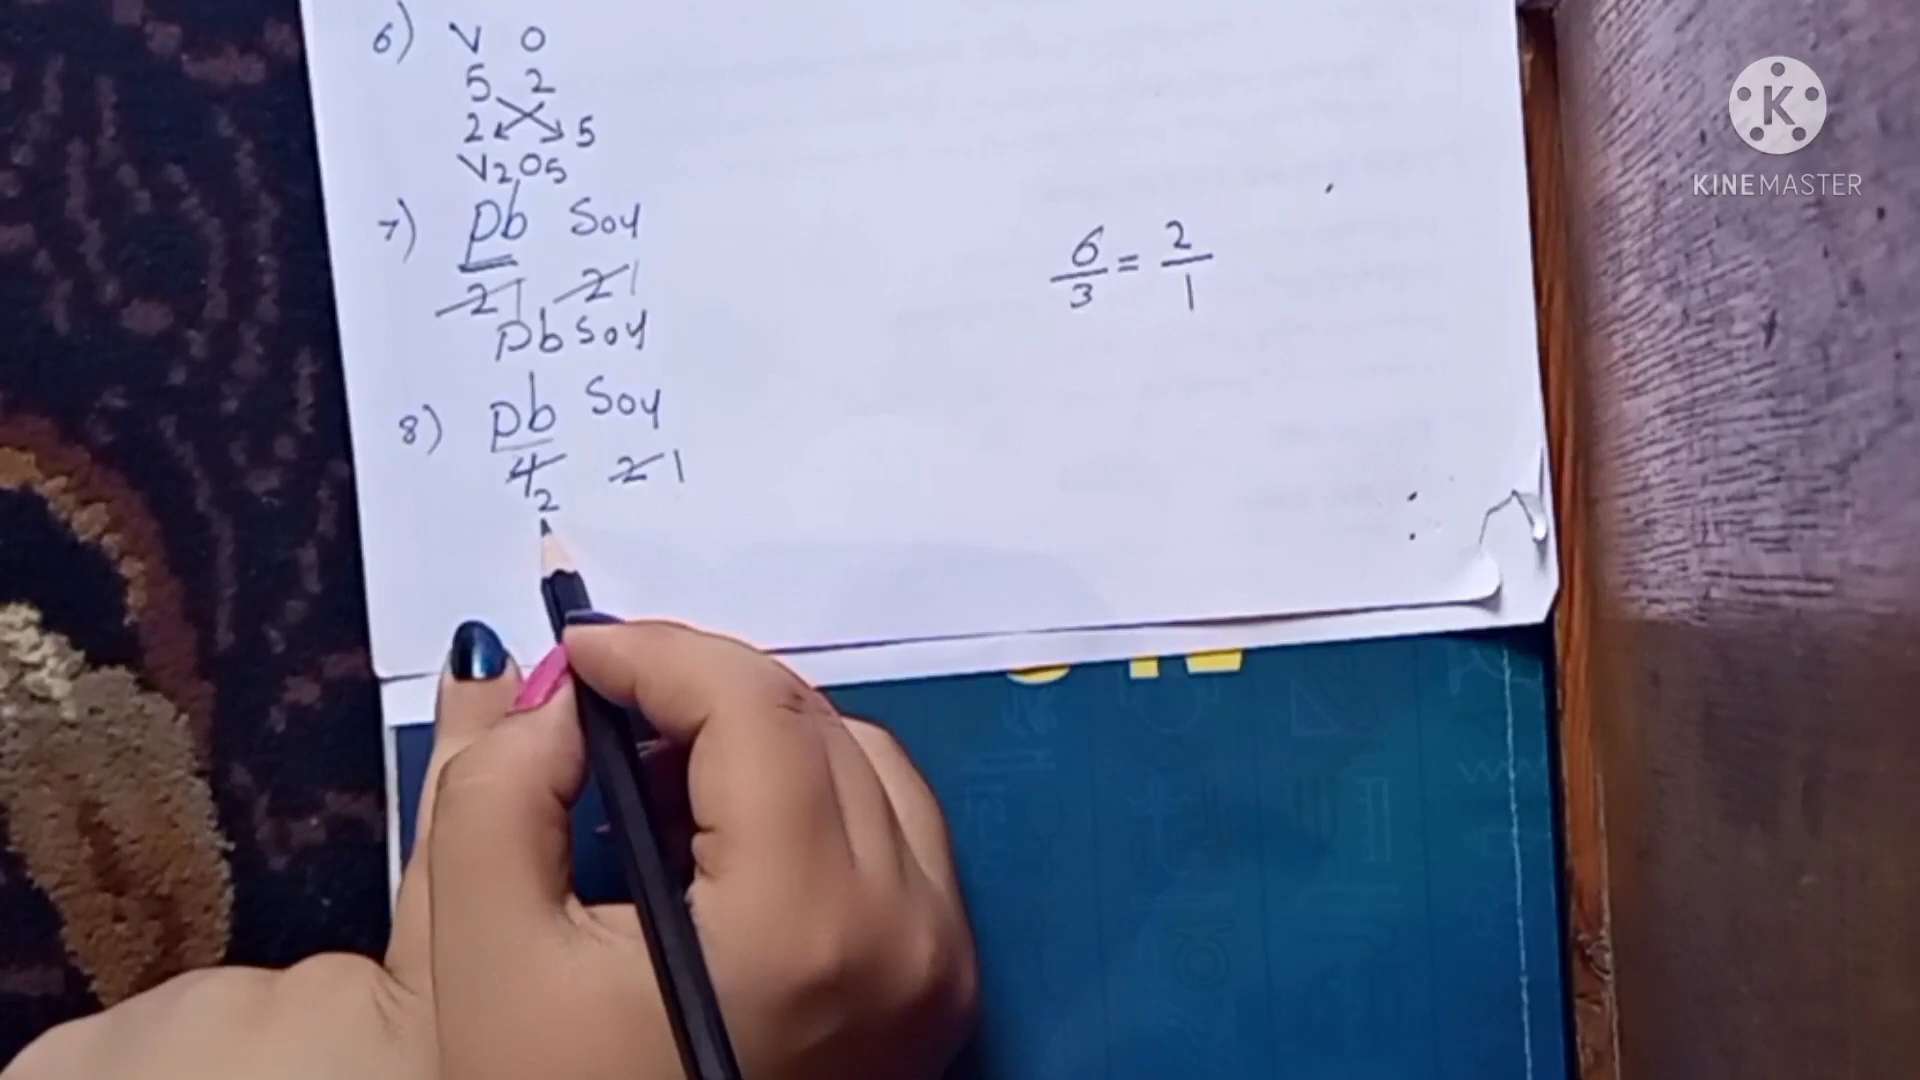 6) V O
5 2
2 5
V2O5
7) Pb SO4
2 1 2 1
PbSO4
8) Pb SO4
4 2 1
2
6/3 = 2/1
K
KINEMASTER